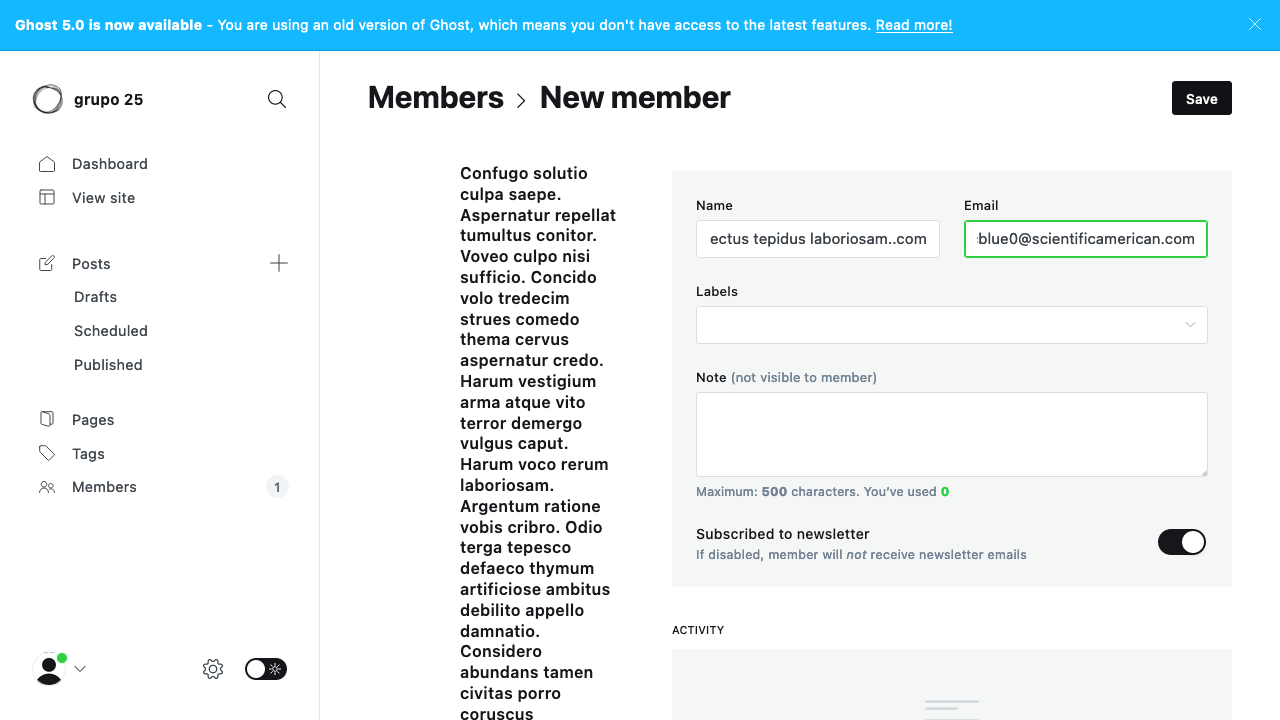 Ghost 5.0 is now available - You are using an old version of Ghost, which means you don't have access to the latest features. Read more!
grupo 25
Dashboard
View site
Posts
Drafts
Scheduled
Published
Pages
Tags
Members
1
Members > New member
Save
Confugo solutio
culpa saepe.
Aspernatur repellat
tumultus conitor.
Voveo culpo nisi
sufficio. Concido
volo tredecim
strues comedo
thema cervus
aspernatur credo.
Harum vestigium
arma atque vito
terror demergo
vulgus caput.
Harum voco rerum
laboriosam.
Argentum ratione
vobis cribro. Odio
terga tepesco
defaeco thymum
artificiose ambitus
debilito appello
damnatio.
Considero
abundans tamen
civitas porro
coruscus
Name
ectus tepidus laboriosam..com
Email
blue0@scientificamerican.com
Labels
Note (not visible to member)
Maximum: 500 characters. You've used 0
Subscribed to newsletter
If disabled, member will not receive newsletter emails
ACTIVITY